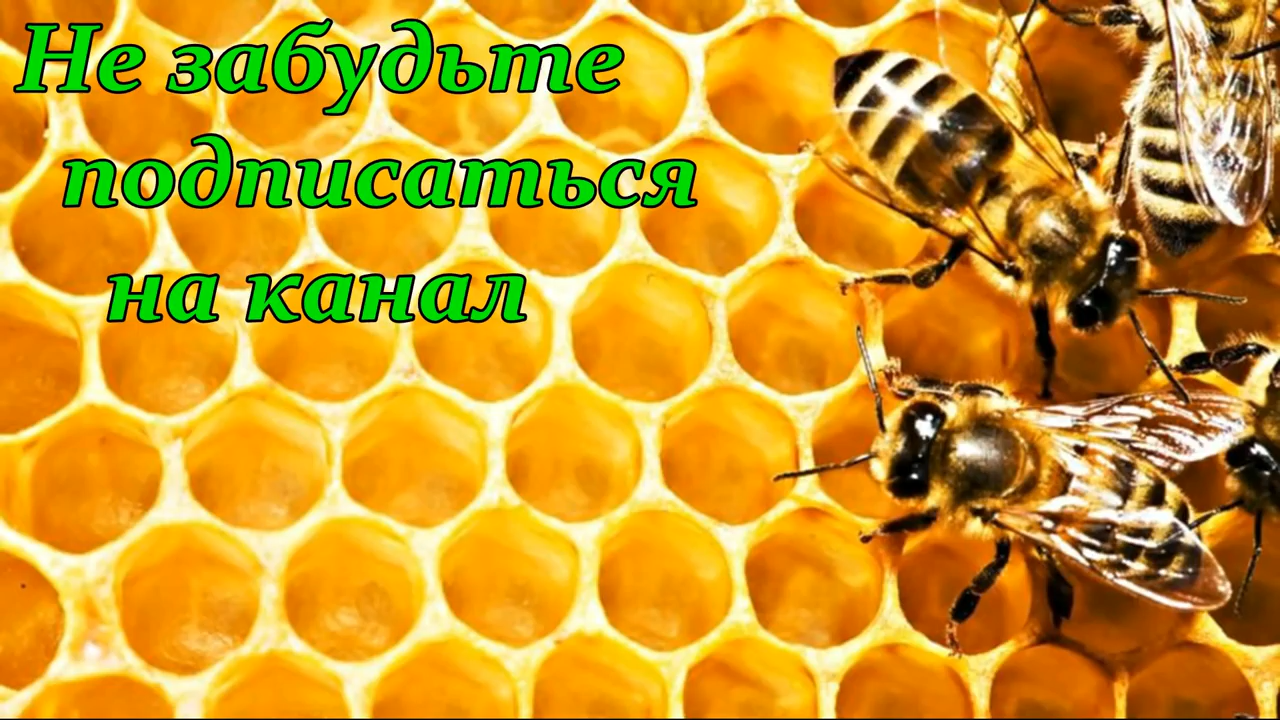 Не забудьте
подписаться
на канал